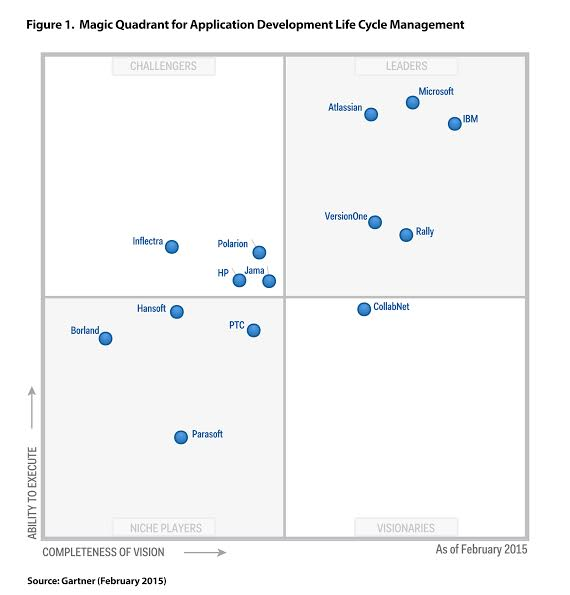 Figure 1. Magic Quadrant for Application Development Life Cycle Management
CHALLENGERS
LEADERS
Microsoft
Atlassian
IBM
VersionOne
Rally
Inflectra
Polarion
HP
Jama
Hansoft
CollabNet
PTC
Borland
Parasoft
NICHE PLAYERS
VISIONARIES
ABILITY TO EXECUTE
COMPLETENESS OF VISION
As of February 2015
Source: Gartner (February 2015)